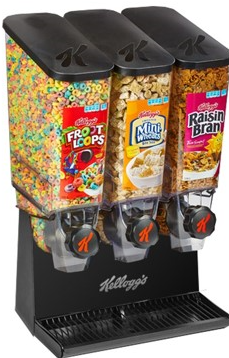 K
K
K
Kellogg's
FROOT
LOOPS
Kellogg's
Mini
Wheats
Kellogg's
Raisin
Bran
K
K
K
Kellogg's